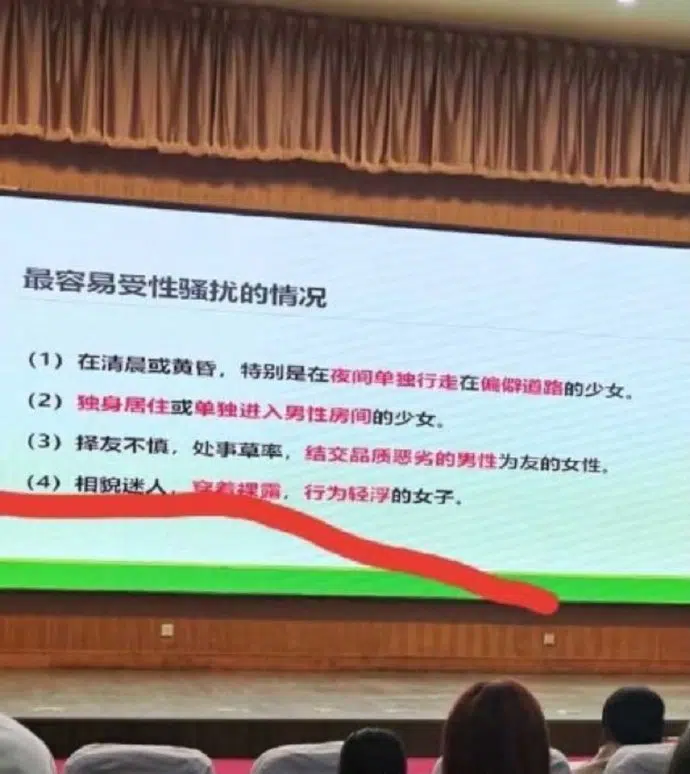 最容易受性骚扰的情况
（1）在清晨或黄昏，特别是在夜间单独行走在偏僻道路的少女。
（2）独身居住或单独进入男性房间的少女。
（3）择友不慎，处事草率，结交品质恶劣的男性为友的女性。
（4）相貌迷人，穿着裸露，行为轻浮的女子。